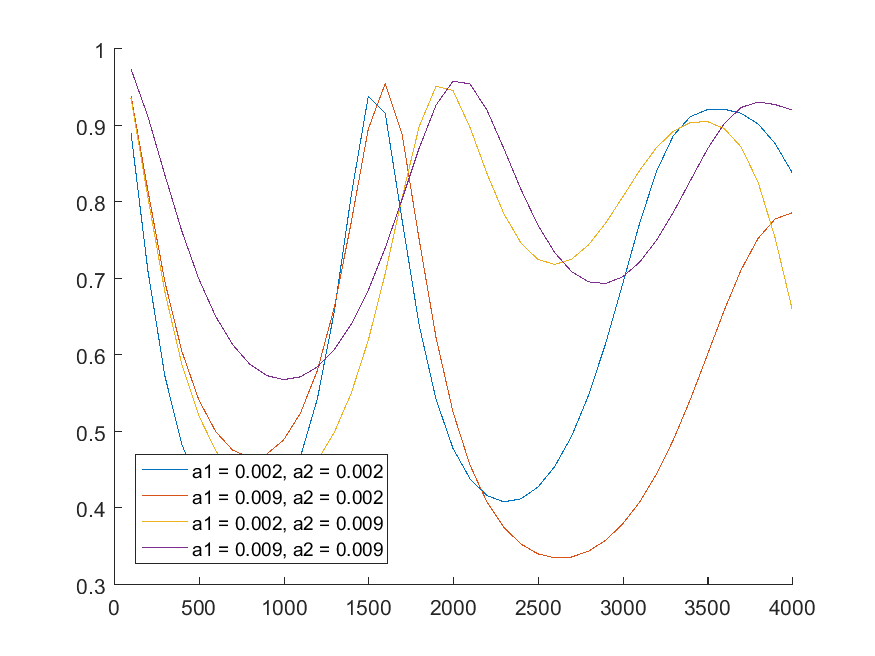 1
0.9
0.8
0.7
0.6
0.5
0.4
0.3
a1 = 0.002, a2 = 0.002
a1 = 0.009, a2 = 0.002
a1 = 0.002, a2 = 0.009
a1 = 0.009, a2 = 0.009
0 500 1000 1500 2000 2500 3000 3500 4000